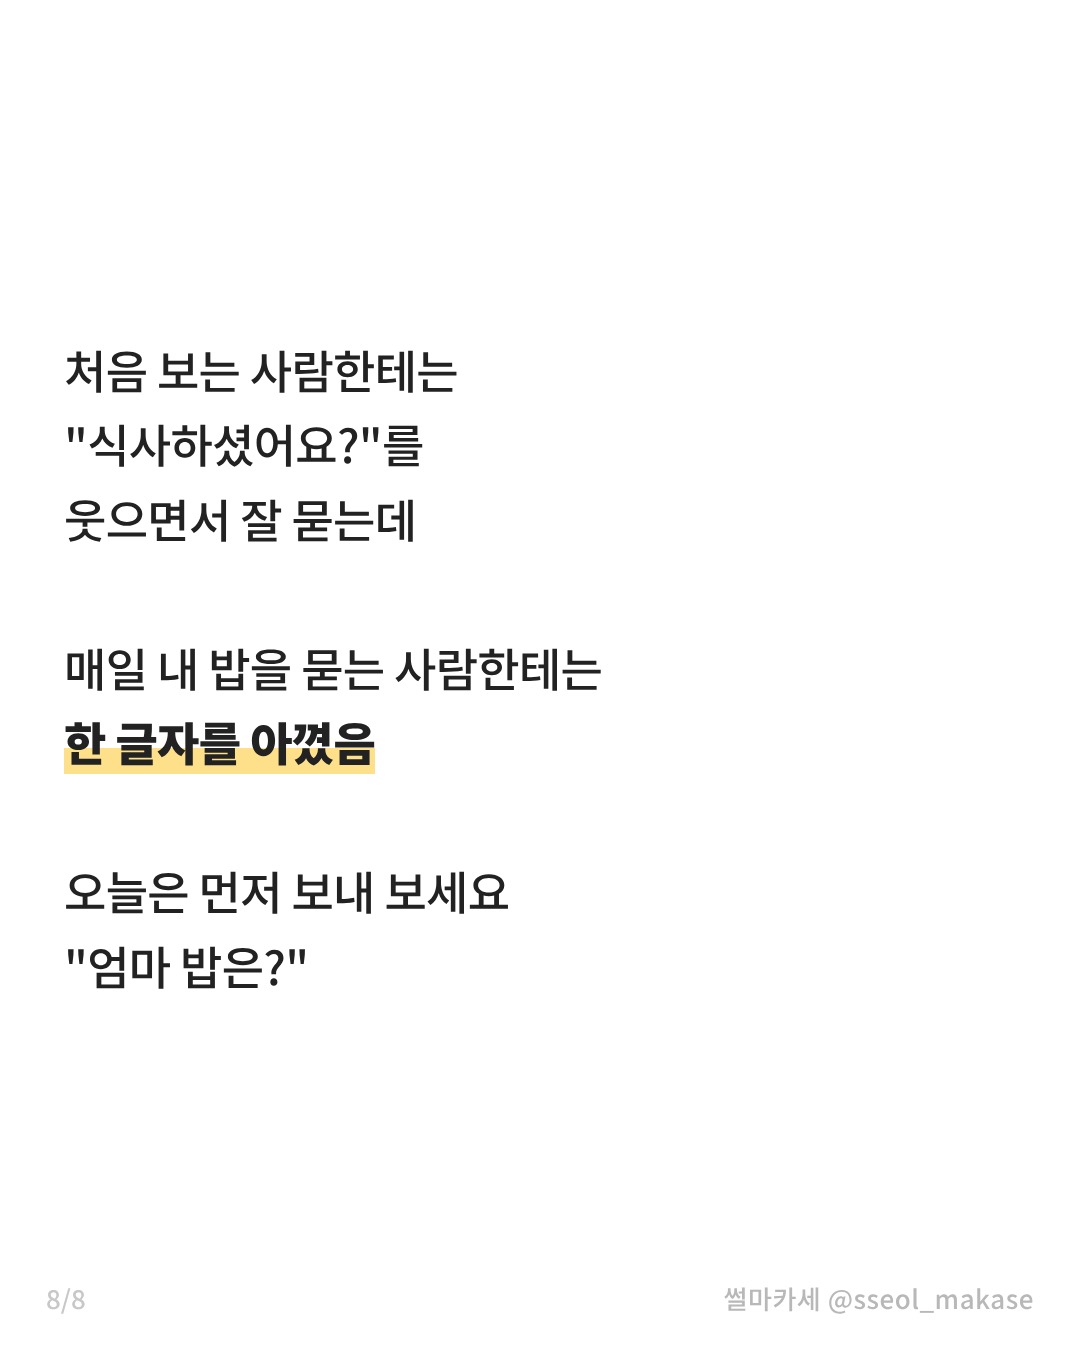 처음 보는 사람한테는
"식사하셨어요?"를
웃으면서 잘 묻는데
매일 내 밥을 묻는 사람한테는
한 글자를 아꼈음
오늘은 먼저 보내 보세요
"엄마 밥은?"
8/8
썰마카세 @sseol_makase